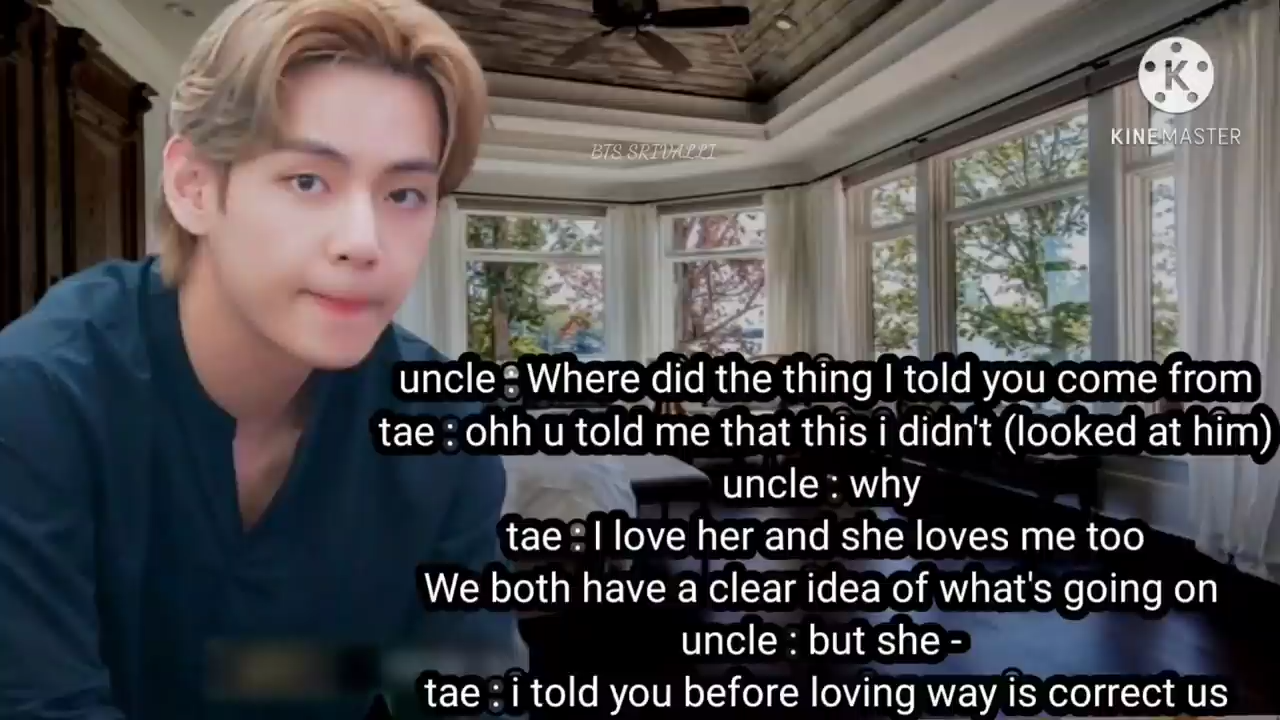 K
KINEMASTER
BTS SRIVALLI
uncle : Where did the thing I told you come from
tae : ohh u told me that this i didn't (looked at him)
uncle : why
tae : I love her and she loves me too
We both have a clear idea of what's going on
uncle : but she -
tae : i told you before loving way is correct us